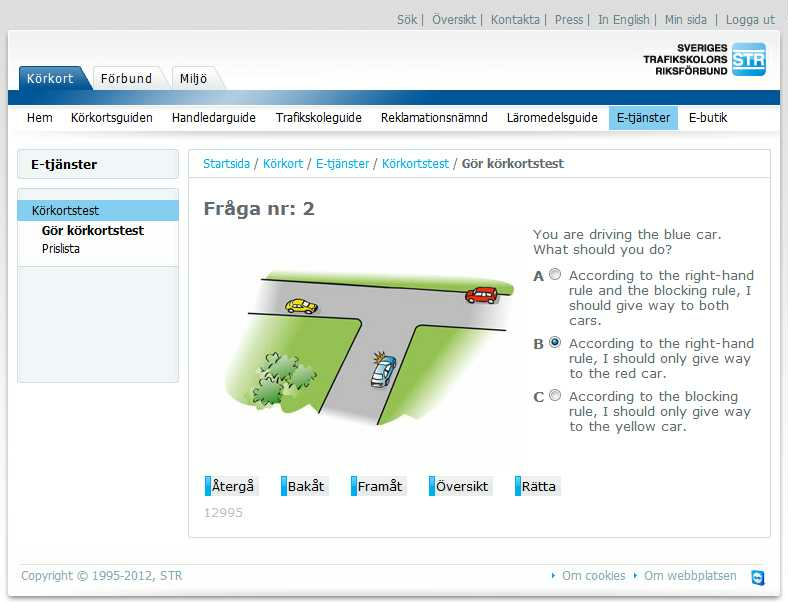 Sök | Översikt | Kontakta | Press | In English | Min sida | Logga ut
SVERIGES
TRAFIKSKOLORS
RIKSFÖRBUND
STR
Körkort Förbund Miljö
Hem Körkortsguiden Handledarguide Trafikskoleguide Reklamationsnämnd Läromedelsguide E-tjänster E-butik
E-tjänster
Körkortstest
Gör körkortstest
Prislista
Startsida / Körkort / E-tjänster / Körkortstest / Gör körkortstest
Fråga nr: 2
You are driving the blue car.
What should you do?
A According to the right-hand
rule and the blocking rule, I
should give way to both
cars.
B According to the right-hand
rule, I should only give way
to the red car.
C According to the blocking
rule, I should only give way
to the yellow car.
Återgå Bakåt Framåt Översikt Rätta
12995
Copyright © 1995-2012, STR Om cookies Om webbplatsen